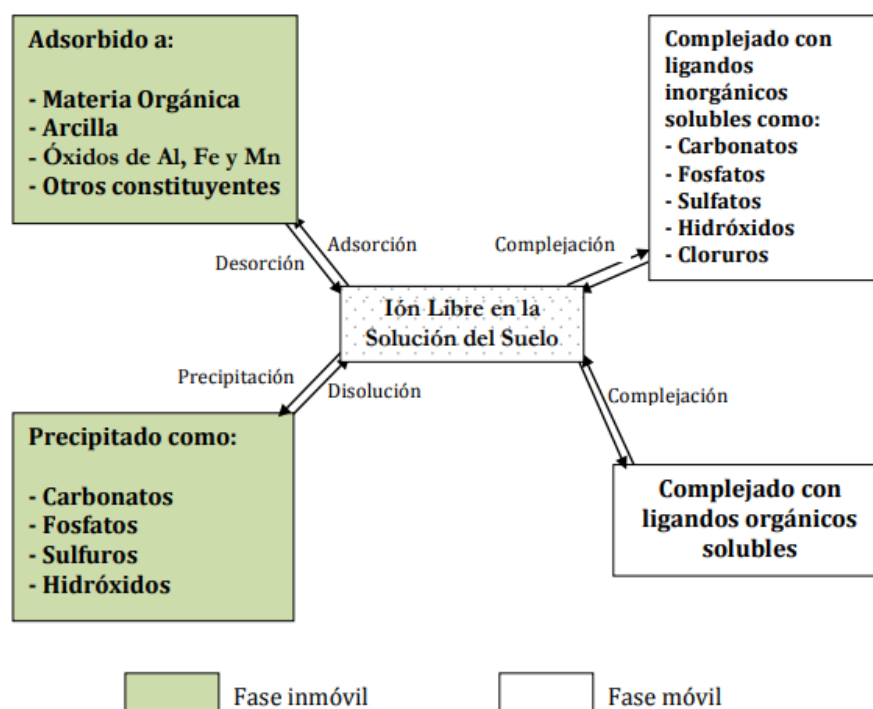 Adsorbido a:
- Materia Orgánica
- Arcilla
- Óxidos de Al, Fe y Mn
- Otros constituyentes
Complejado con
ligandos
inorgánicos
solubles como:
- Carbonatos
- Fosfatos
- Sulfatos
- Hidróxidos
- Cloruros
Adsorción
Desorción
Complejación
Ión Libre en la
Solución del Suelo
Precipitación
Disolución
Complejación
Precipitado como:
- Carbonatos
- Fosfatos
- Sulfuros
- Hidróxidos
Complejado con
ligandos orgánicos
solubles
Fase inmóvil
Fase móvil